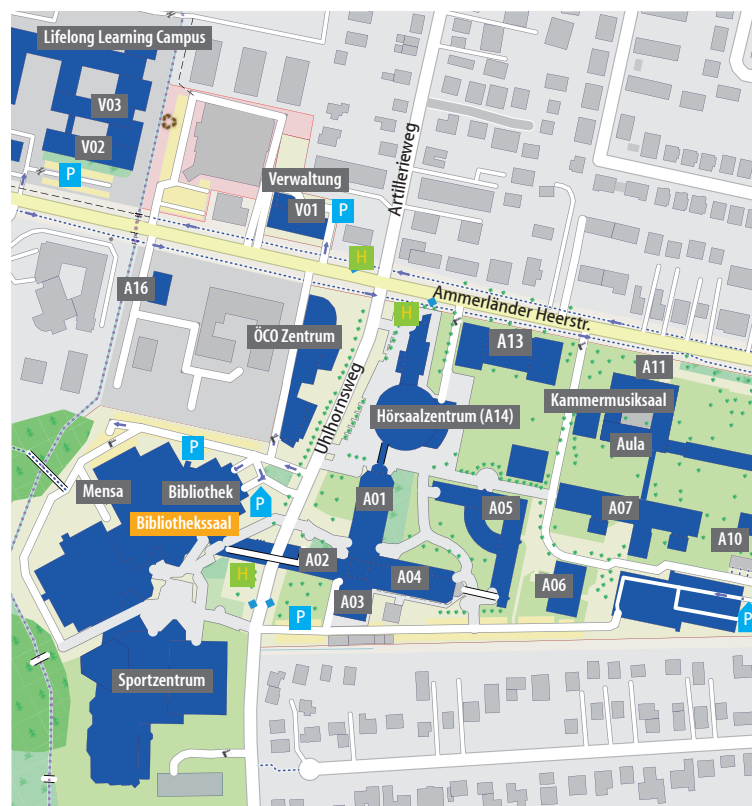 Lifelong Learning Campus
V03
V02
P
Verwaltung
V01
P
Artillerieweg
H
A16
Ammerländer Heerstr.
H
ÖCO Zentrum
A13
A11
Uhlhornsweg
Kammermusiksaal
Hörsaalzentrum (A14)
Aula
P
Mensa
Bibliothek
P
A01
A05
A07
Bibliothekssaal
A10
A02
H
A04
A06
A03
P
P
Sportzentrum